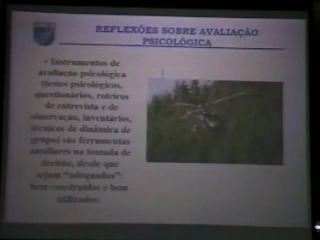 REFLEXÕES SOBRE AVALIAÇÃO
PSICOLÓGICA
• Instrumentos de
avaliação psicológica
(testes psicológicos,
questionários, roteiros
de entrevista e de
observação, inventários,
técnicas da dinâmica de
grupo) são ferramentas
auxiliares na tomada de
decisão, desde que
sejam “adequados”:
bem construídos e bem
utilizados.